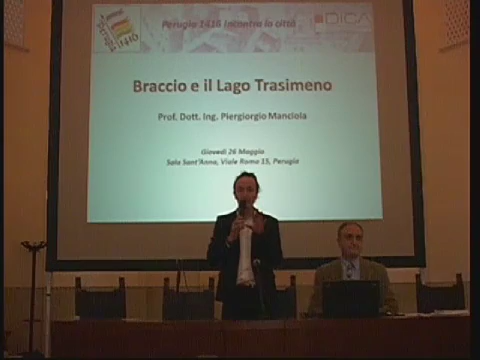 Perugia 1416 incontra la città
DICA
Braccio e il Lago Trasimeno
Prof. Dott. Ing. Piergiorgio Manciola
Giovedì 26 Maggio
Sala Sant'Anna, Viale Roma 15, Perugia